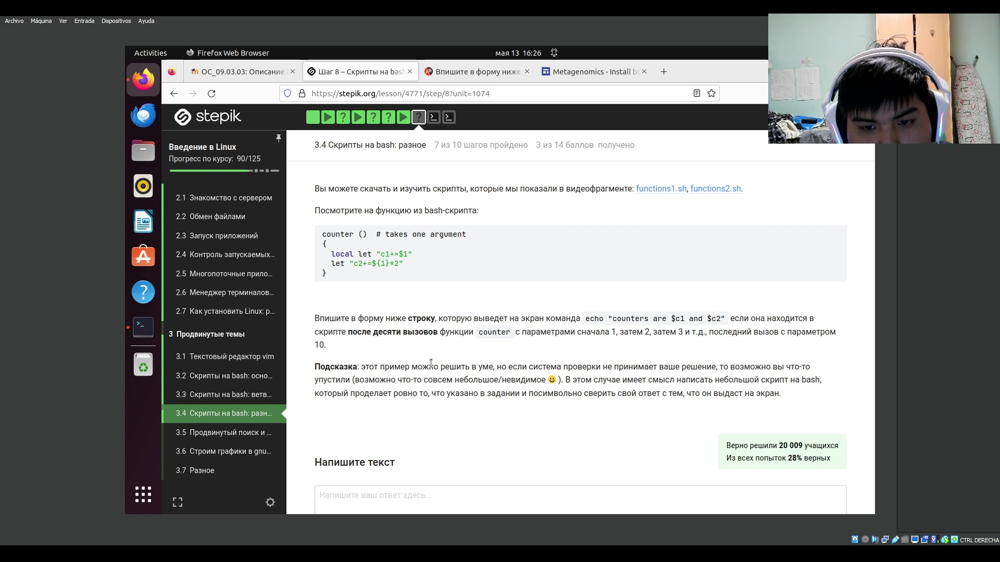 Archivo Máquina Ver Entrada Dispositivos Ayuda
Activities Firefox Web Browser мая 13 16:26
ОС_09.03.03: Описание
Шаг 8 – Скрипты на bash
Впишите в форму ниже
Metagenomics - Install bo
https://stepik.org/lesson/4771/step/8?unit=1074
stepik
Введение в Linux
Прогресс по курсу: 90/125
2.1 Знакомство с сервером
2.2 Обмен файлами
2.3 Запуск приложений
2.4 Контроль запускаемых...
2.5 Многопоточные прило...
2.6 Менеджер терминалов...
2.7 Как установить Linux: р...
3 Продвинутые темы
3.1 Текстовый редактор vim
3.2 Скрипты на bash: осно...
3.3 Скрипты на bash: ветв...
3.4 Скрипты на bash: разн...
3.5 Продвинутый поиск и ...
3.6 Строим графики в gnu...
3.7 Разное
3.4 Скрипты на bash: разное 7 из 10 шагов пройдено 3 из 14 баллов получено
Вы можете скачать и изучить скрипты, которые мы показали в видеофрагменте: functions1.sh, functions2.sh.
Посмотрите на функцию из bash-скрипта:
counter () # takes one argument
{
local let "c1+=$1"
let "c2+=${1}*2"
}
Впишите в форму ниже строку, которую выведет на экран команда echo "counters are $c1 and $c2" если она находится в
скрипте после десяти вызовов функции counter с параметрами сначала 1, затем 2, затем 3 и т.д., последний вызов с параметром
10.
Подсказка: этот пример можно решить в уме, но если система проверки не принимает ваше решение, то возможно вы что-то
упустили (возможно что-то совсем небольшое/невидимое 😀 ). В этом случае имеет смысл написать небольшой скрипт на bash,
который проделает ровно то, что указано в задании и посимвольно сверить свой ответ с тем, что он выдаст на экран.
Верно решили 20 009 учащихся
Из всех попыток 28% верных
Напишите текст
Напишите ваш ответ здесь...
CTRL DERECHA